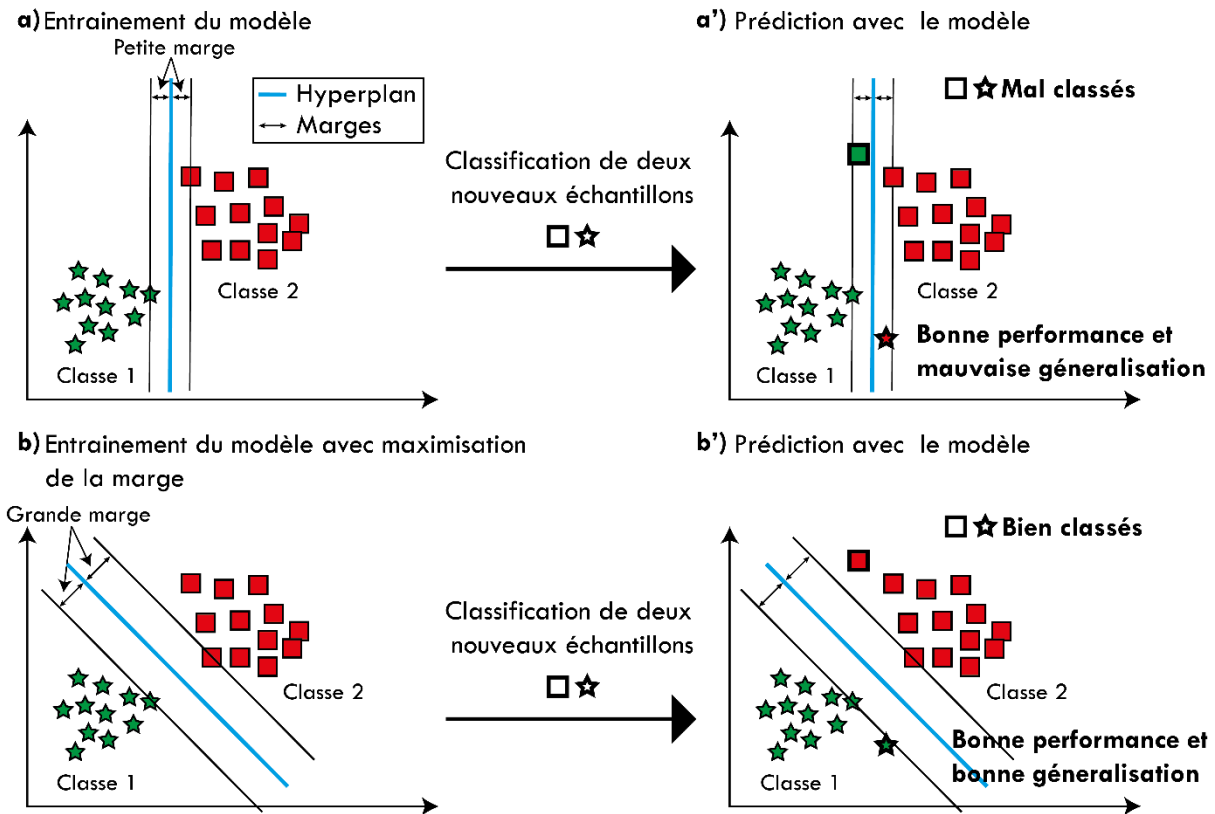 a) Entrainement du modèle
Petite marge
Hyperplan
Marges
Classe 2
Classe 1
Classification de deux
nouveaux échantillons
a') Prédiction avec le modèle
Mal classés
Classe 2
Bonne performance et
mauvaise géneralisation
Classe 1
b) Entrainement du modèle avec maximisation
de la marge
Grande marge
Classe 2
Classe 1
Classification de deux
nouveaux échantillons
b') Prédiction avec le modèle
Bien classés
Classe 2
Bonne performance et
bonne géneralisation
Classe 1